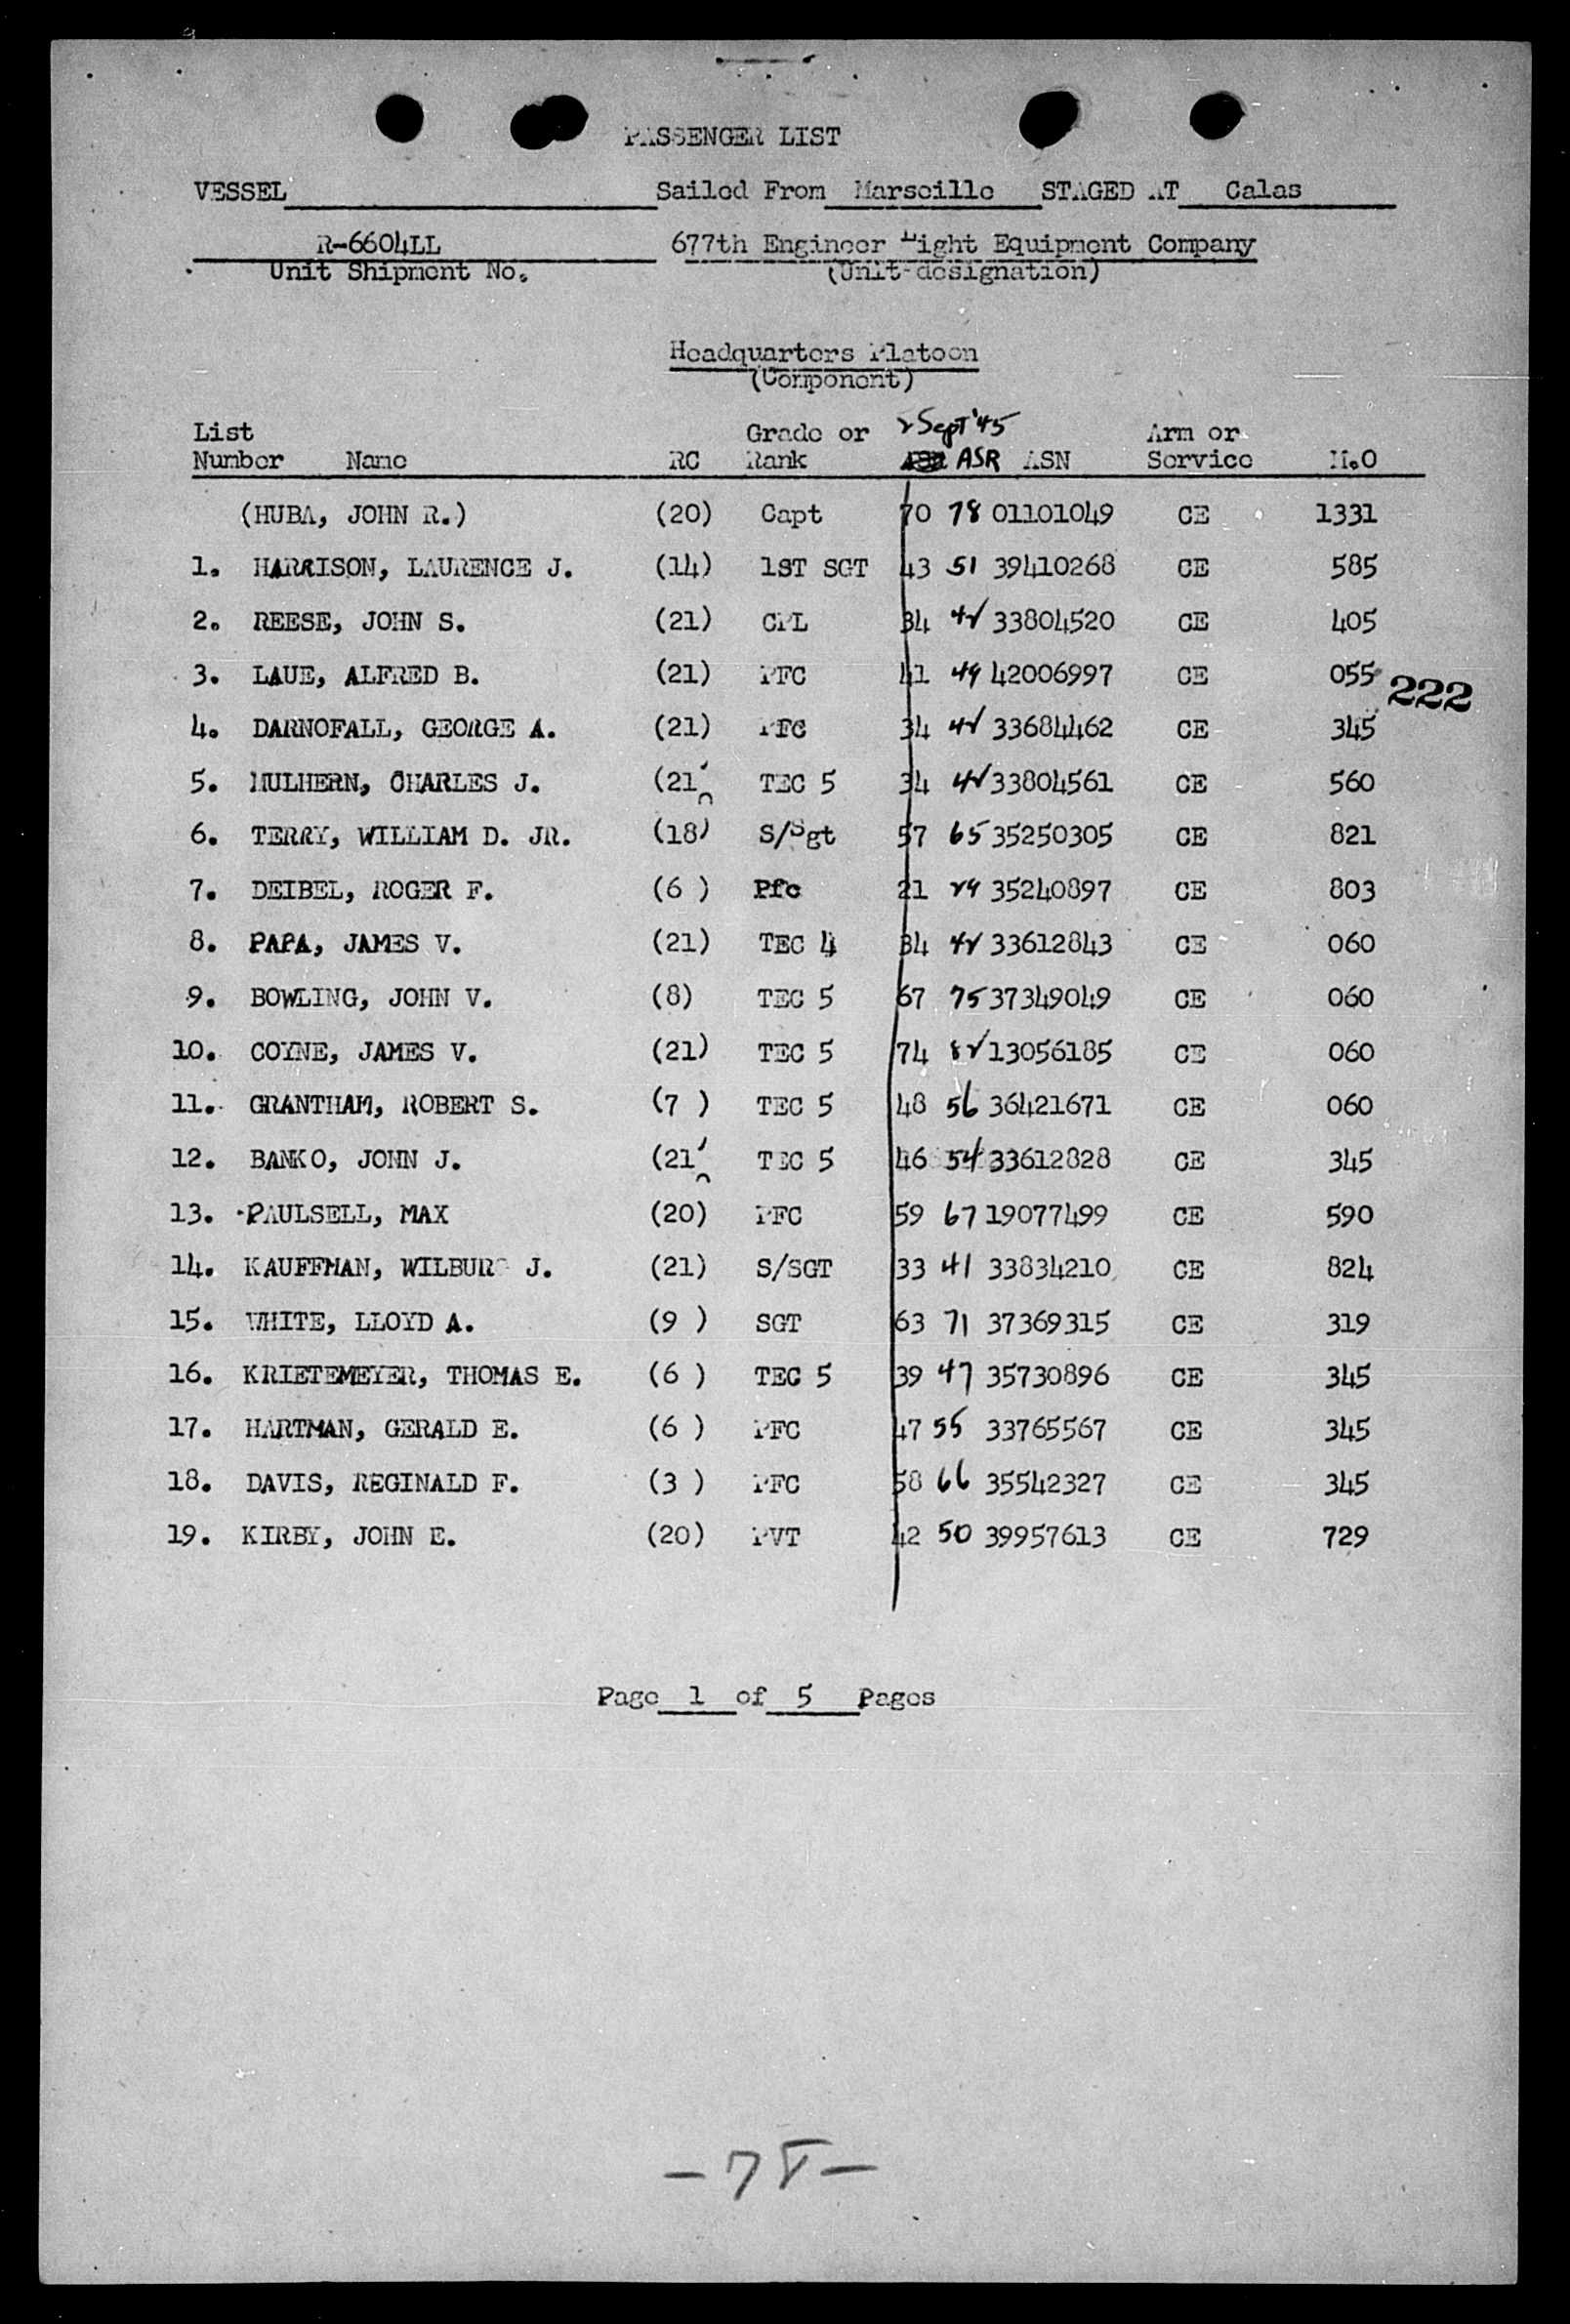 PASSENGER LIST
VESSEL Sailed From Marseille STAGED AT Calas
R-6604LL 677th Engineer Light Equipment Company
Unit Shipment No. (Unit designation)
Headquarters Platoon
(Component)
List Grade or 2 Sept '45 Arm or
Number Name RC Rank ASR ASN Service M.O
(HUBA, JOHN R.) (20) Capt 70 78 01101049 CE 1331
1. HARRISON, LAURENCE J. (14) 1ST SGT 43 51 39410268 CE 585
2. REESE, JOHN S. (21) CPL 34 42 33804520 CE 405
3. LAUE, ALFRED B. (21) PFC 41 49 42006997 CE 055
222
4. DARNOFALL, GEORGE A. (21) PFC 34 42 33684462 CE 345
5. MULHERN, CHARLES J. (21) TEC 5 34 42 33804561 CE 560
6. TERRY, WILLIAM D. JR. (18) S/Sgt 57 65 35250305 CE 821
7. DEIBEL, ROGER F. (6 ) Pfc 21 29 35240897 CE 803
8. PAPA, JAMES V. (21) TEC 4 34 42 33612843 CE 060
9. BOWLING, JOHN V. (8) TEC 5 67 75 37349049 CE 060
10. COYNE, JAMES V. (21) TEC 5 74 82 13056185 CE 060
11. GRANTHAM, ROBERT S. (7 ) TEC 5 48 56 36421671 CE 060
12. BANKO, JOHN J. (21) TEC 5 46 54 33612828 CE 345
13. PAULSELL, MAX (20) PFC 59 67 19077499 CE 590
14. KAUFFMAN, WILBUR J. (21) S/SGT 33 41 33834210 CE 824
15. WHITE, LLOYD A. (9 ) SGT 63 71 37369315 CE 319
16. KRIETEMEYER, THOMAS E. (6 ) TEC 5 39 47 35730896 CE 345
17. HARTMAN, GERALD E. (6 ) PFC 47 55 33765567 CE 345
18. DAVIS, REGINALD F. (3 ) PFC 58 66 35542327 CE 345
19. KIRBY, JOHN E. (20) PVT 42 50 39957613 CE 729
Page 1 of 5 Pages
-78-